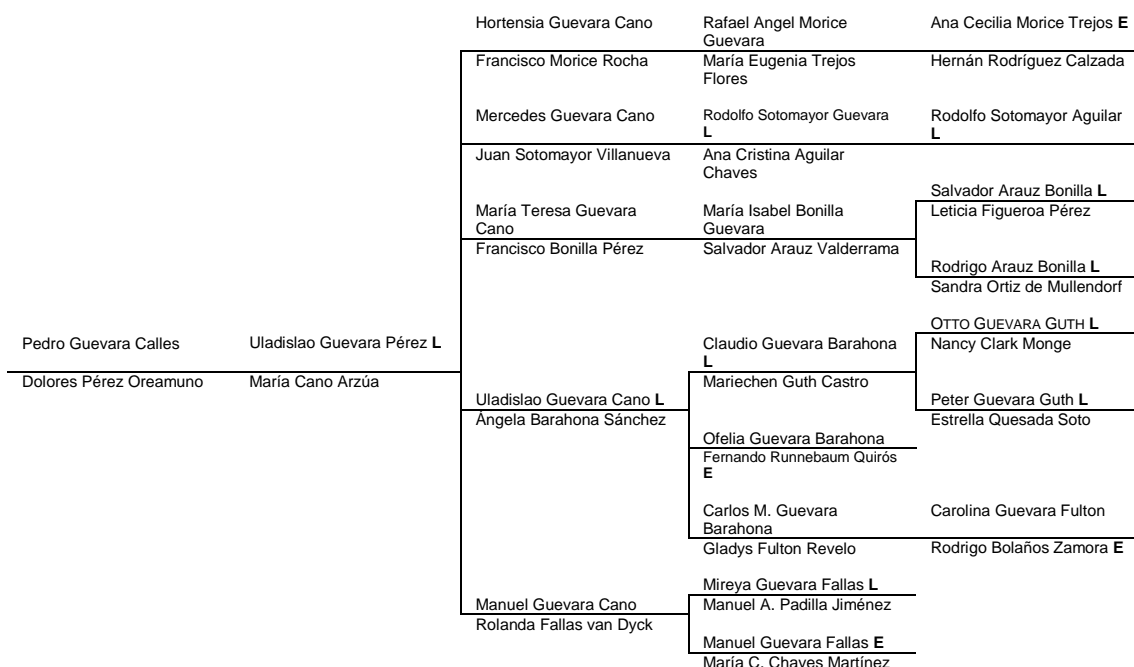 Hortensia Guevara Cano
Rafael Angel Morice
Guevara
Ana Cecilia Morice Trejos E
Francisco Morice Rocha
María Eugenia Trejos
Flores
Hernán Rodríguez Calzada
Mercedes Guevara Cano
Rodolfo Sotomayor Guevara
L
Rodolfo Sotomayor Aguilar
L
Juan Sotomayor Villanueva
Ana Cristina Aguilar
Chaves
Salvador Arauz Bonilla L
María Teresa Guevara
Cano
María Isabel Bonilla
Guevara
Leticia Figueroa Pérez
Francisco Bonilla Pérez
Salvador Arauz Valderrama
Rodrigo Arauz Bonilla L
Sandra Ortiz de Mullendorf
OTTO GUEVARA GUTH L
Pedro Guevara Calles
Uladislao Guevara Pérez L
Claudio Guevara Barahona
L
Nancy Clark Monge
Dolores Pérez Oreamuno
María Cano Arzúa
Mariechen Guth Castro
Uladislao Guevara Cano L
Peter Guevara Guth L
Ángela Barahona Sánchez
Estrella Quesada Soto
Ofelia Guevara Barahona
Fernando Runnebaum Quirós
E
Carlos M. Guevara
Barahona
Carolina Guevara Fulton
Gladys Fulton Revelo
Rodrigo Bolaños Zamora E
Mireya Guevara Fallas L
Manuel Guevara Cano
Manuel A. Padilla Jiménez
Rolanda Fallas van Dyck
Manuel Guevara Fallas E
María C. Chaves Martínez